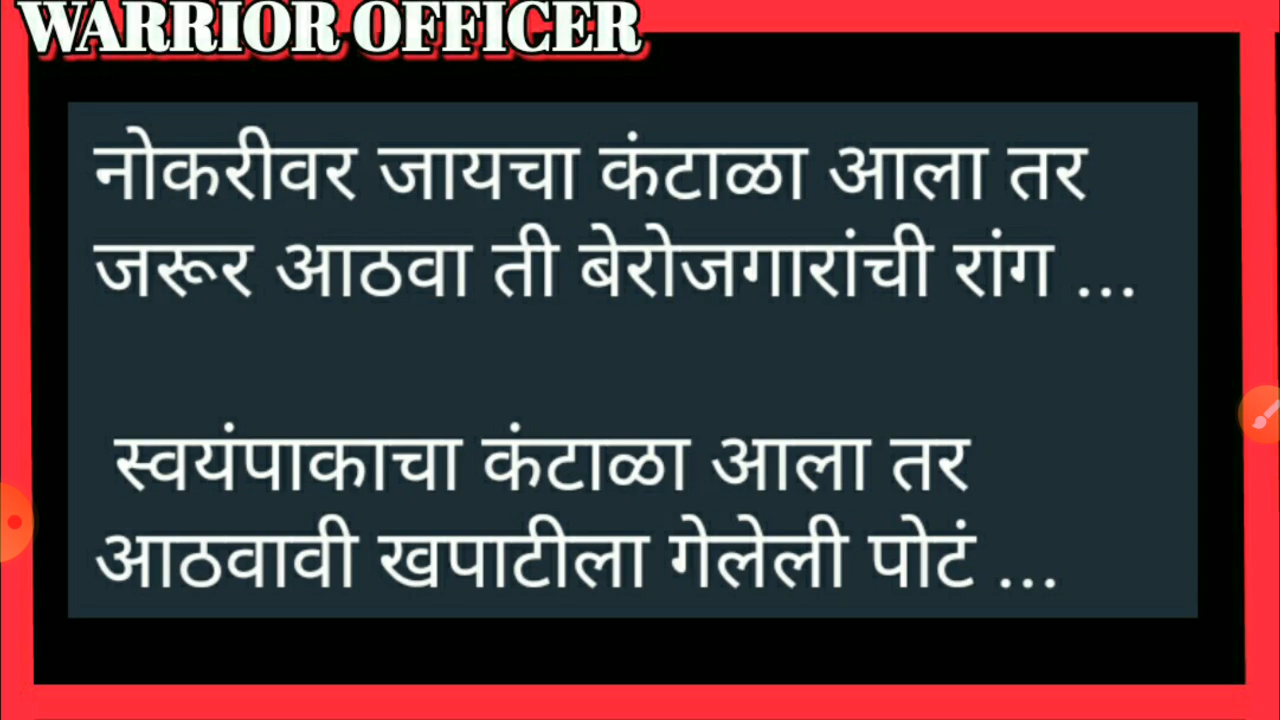 WARRIOR OFFICER
नोकरीवर जायचा कंटाळा आला तर
जरूर आठवा ती बेरोजगारांची रांग ...
स्वयंपाकाचा कंटाळा आला तर
आठवावी खपाटीला गेलेली पोटं ...